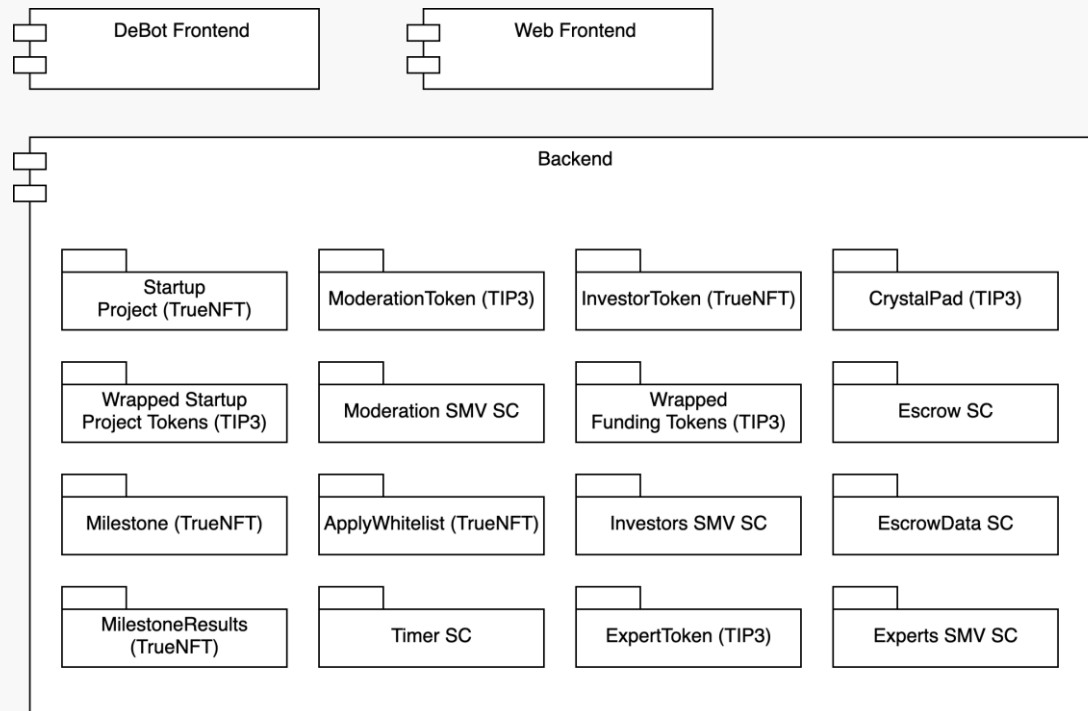 DeBot Frontend
Web Frontend
Backend
Startup
Project (TrueNFT)
ModerationToken (TIP3)
InvestorToken (TrueNFT)
CrystalPad (TIP3)
Wrapped Startup
Project Tokens (TIP3)
Moderation SMV SC
Wrapped
Funding Tokens (TIP3)
Escrow SC
Milestone (TrueNFT)
ApplyWhitelist (TrueNFT)
Investors SMV SC
EscrowData SC
MilestoneResults
(TrueNFT)
Timer SC
ExpertToken (TIP3)
Experts SMV SC